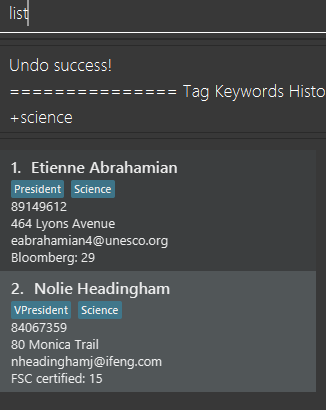 list
Undo success!
=============== Tag Keywords Histo
+science
1. Etienne Abrahamian
President Science
89149612
464 Lyons Avenue
eabrahamian4@unesco.org
Bloomberg: 29
2. Nolie Headingham
VPresident Science
84067359
80 Monica Trail
nheadinghamj@ifeng.com
FSC certified: 15